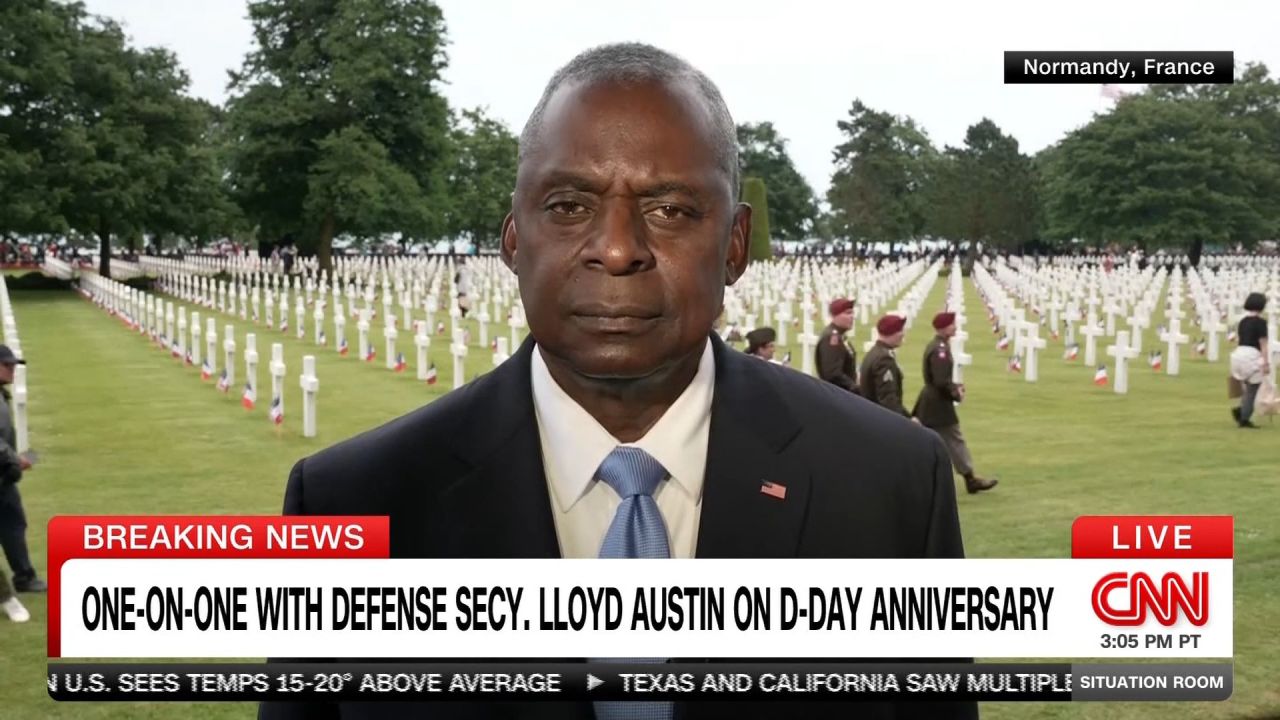 Normandy, France
BREAKING NEWS
LIVE
ONE-ON-ONE WITH DEFENSE SECY. LLOYD AUSTIN ON D-DAY ANNIVERSARY
CNN
3:05 PM PT
U.S. SEES TEMPS 15-20° ABOVE AVERAGE ▶ TEXAS AND CALIFORNIA SAW MULTIPLE
SITUATION ROOM